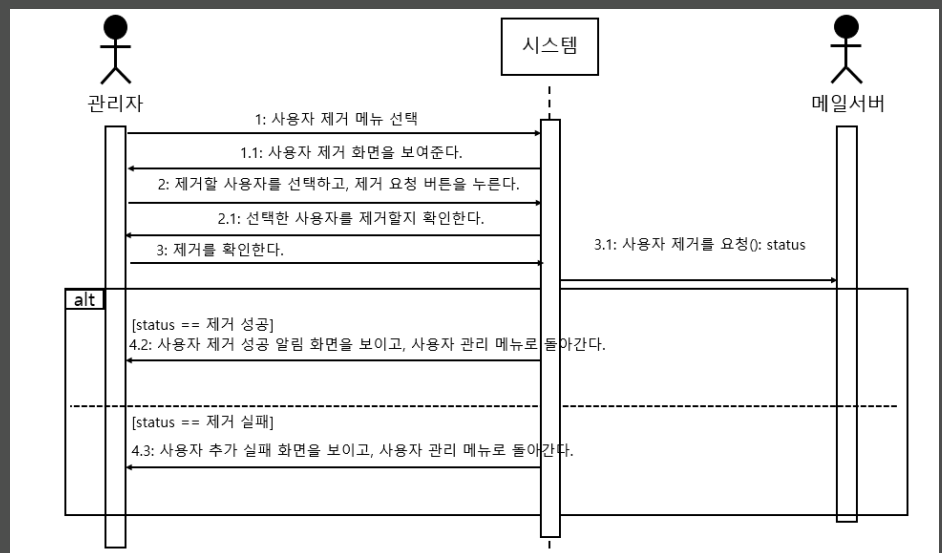 시스템
관리자
메일서버
1: 사용자 제거 메뉴 선택
1.1: 사용자 제거 화면을 보여준다.
2: 제거할 사용자를 선택하고, 제거 요청 버튼을 누른다.
2.1: 선택한 사용자를 제거할지 확인한다.
3: 제거를 확인한다.
3.1: 사용자 제거를 요청(): status
alt
[status == 제거 성공]
4.2: 사용자 제거 성공 알림 화면을 보이고, 사용자 관리 메뉴로 돌아간다.
[status == 제거 실패]
4.3: 사용자 추가 실패 화면을 보이고, 사용자 관리 메뉴로 돌아간다.